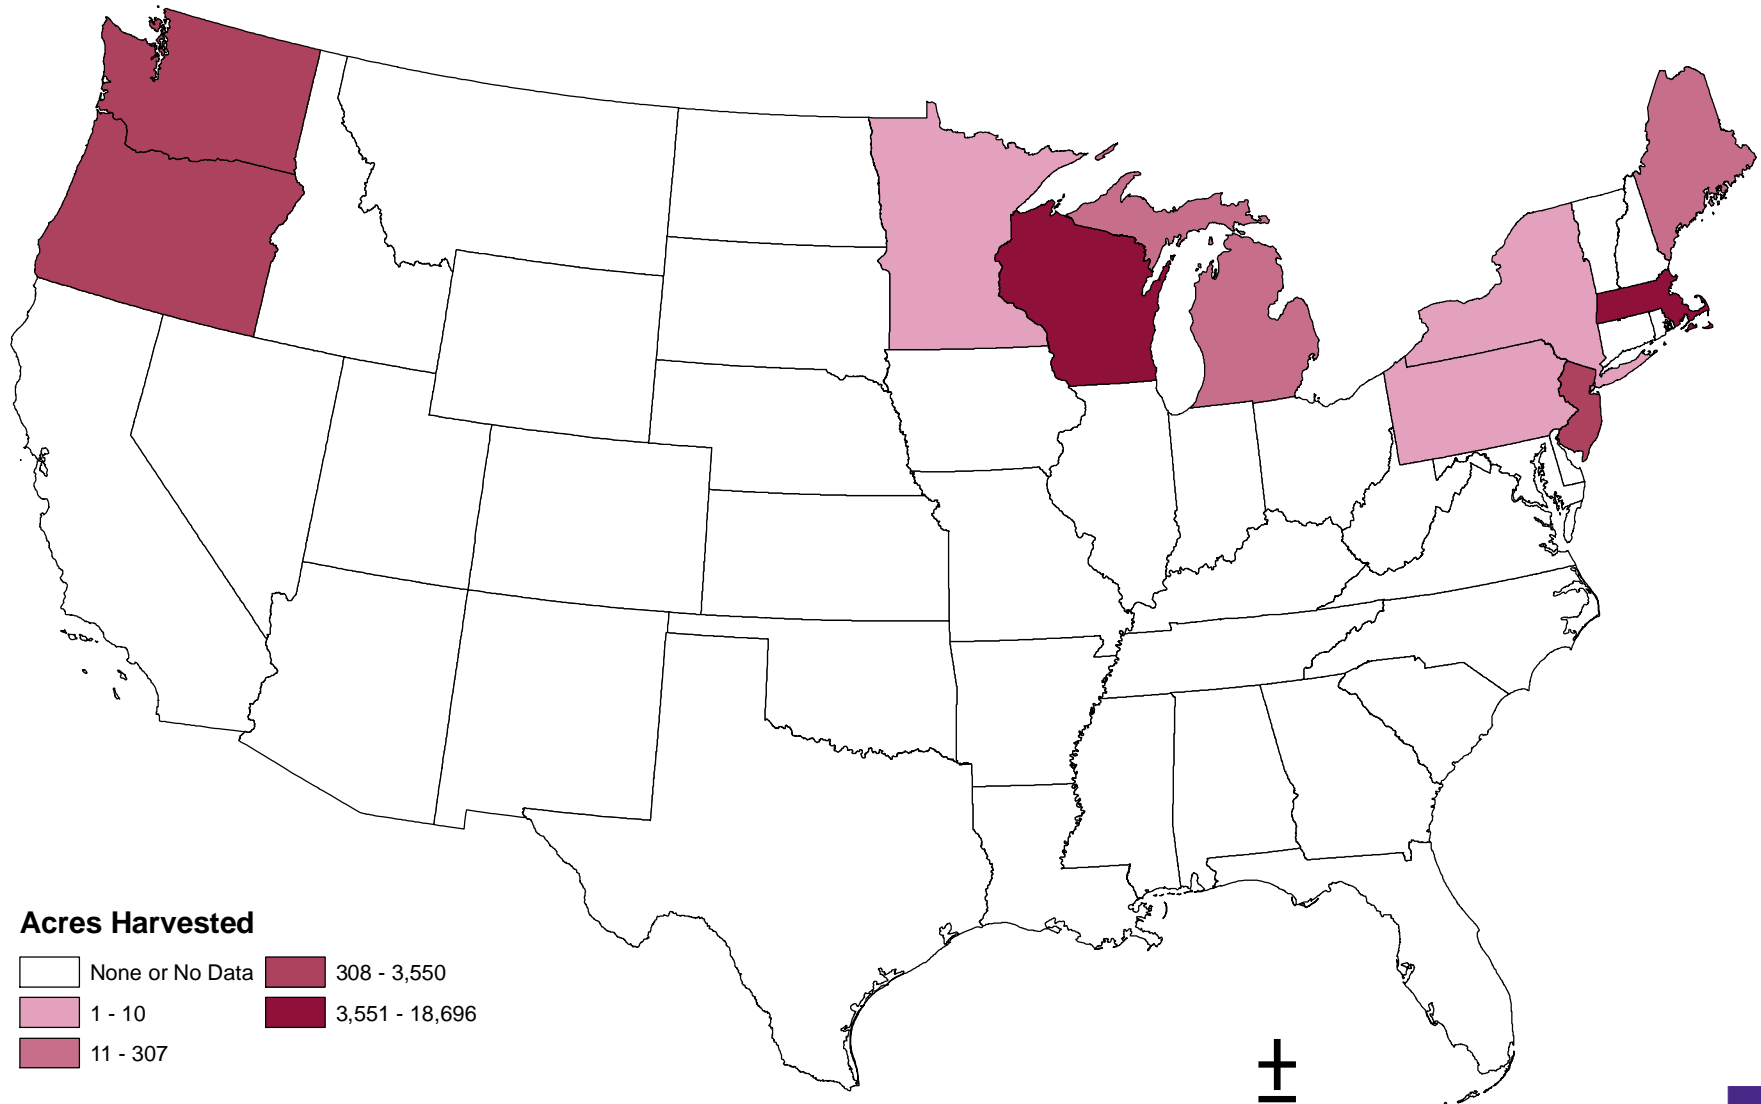 Acres Harvested
None or No Data
1 - 10
11 - 307
308 - 3,550
3,551 - 18,696